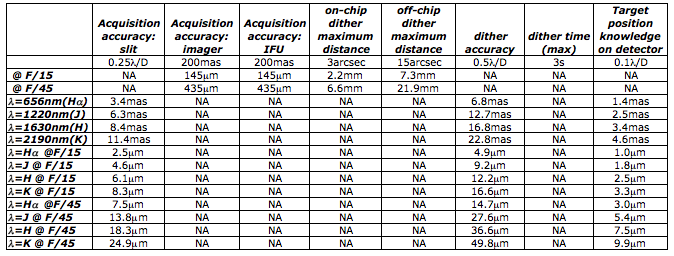 Acquisition accuracy: slit | Acquisition accuracy: imager | Acquisition accuracy: IFU | on-chip dither maximum distance | off-chip dither maximum distance | dither accuracy | dither time (max) | Target position knowledge on detector
0.25λ/D | 200mas | 200mas | 3arcsec | 15arcsec | 0.5λ/D | 3s | 0.1λ/D
@ F/15 | NA | 145μm | 145μm | 2.2mm | 7.3mm | NA | NA | NA
@ F/45 | NA | 435μm | 435μm | 6.6mm | 21.9mm | NA | NA | NA
λ=656nm(Hα) | 3.4mas | NA | NA | NA | NA | 6.8mas | NA | 1.4mas
λ=1220nm(J) | 6.3mas | NA | NA | NA | NA | 12.7mas | NA | 2.5mas
λ=1630nm(H) | 8.4mas | NA | NA | NA | NA | 16.8mas | NA | 3.4mas
λ=2190nm(K) | 11.4mas | NA | NA | NA | NA | 22.8mas | NA | 4.6mas
λ=Hα @F/15 | 2.5μm | NA | NA | NA | NA | 4.9μm | NA | 1.0μm
λ=J @ F/15 | 4.6μm | NA | NA | NA | NA | 9.2μm | NA | 1.8μm
λ=H @ F/15 | 6.1μm | NA | NA | NA | NA | 12.2μm | NA | 2.5μm
λ=K @ F/15 | 8.3μm | NA | NA | NA | NA | 16.6μm | NA | 3.3μm
λ=Hα @F/45 | 7.5μm | NA | NA | NA | NA | 14.7μm | NA | 3.0μm
λ=J @ F/45 | 13.8μm | NA | NA | NA | NA | 27.6μm | NA | 5.4μm
λ=H @ F/45 | 18.3μm | NA | NA | NA | NA | 36.6μm | NA | 7.5μm
λ=K @ F/45 | 24.9μm | NA | NA | NA | NA | 49.8μm | NA | 9.9μm